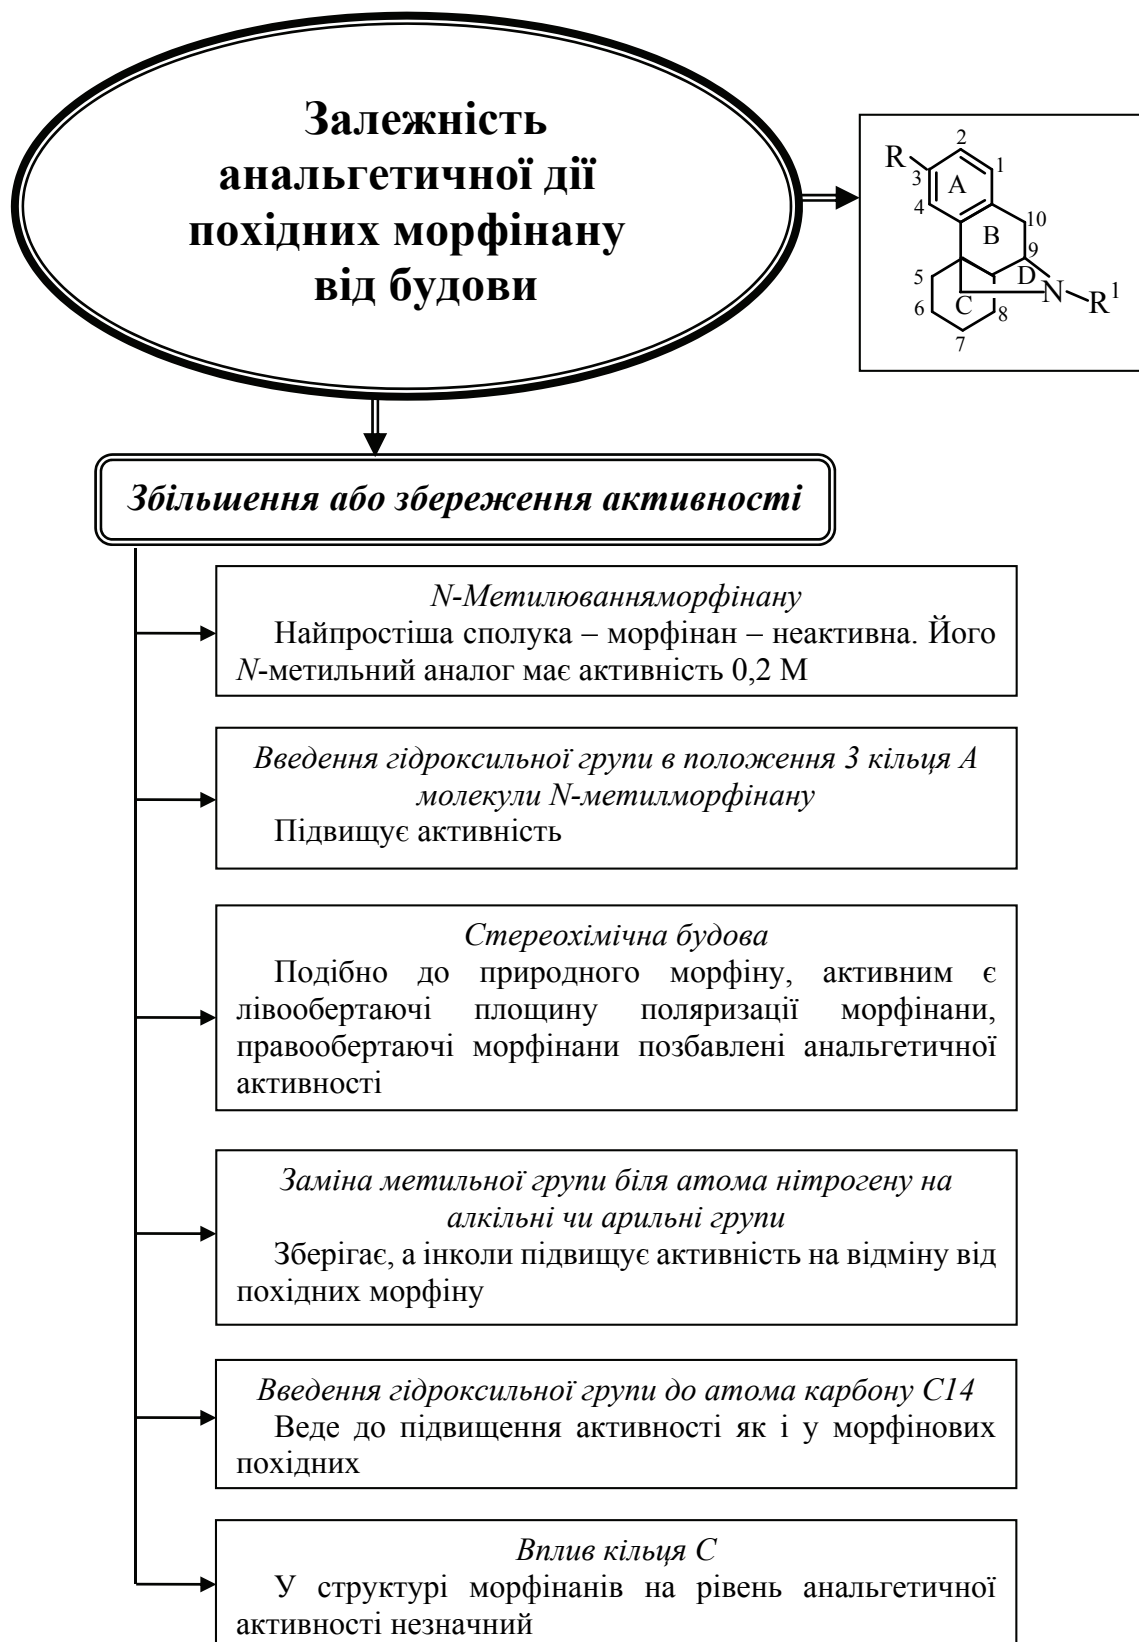 Залежність
анальгетичної дії
похідних морфінану
від будови
2
R
1
3
A
4
10
B
9
5
D
N
R1
C
6
8
7
Збільшення або збереження активності
N-Метилюванняморфінану
Найпростіша сполука – морфінан – неактивна. Його
N-метильний аналог має активність 0,2 М
Введення гідроксильної групи в положення 3 кільця А
молекули N-метилморфінану
Підвищує активність
Стереохімічна будова
Подібно до природного морфіну, активним є
лівообертаючі площину поляризації морфінани,
правообертаючі морфінани позбавлені анальгетичної
активності
Заміна метильної групи біля атома нітрогену на
алкільні чи арильні групи
Зберігає, а інколи підвищує активність на відміну від
похідних морфіну
Введення гідроксильної групи до атома карбону С14
Веде до підвищення активності як і у морфінових
похідних
Вплив кільця С
У структурі морфінанів на рівень анальгетичної
активності незначний